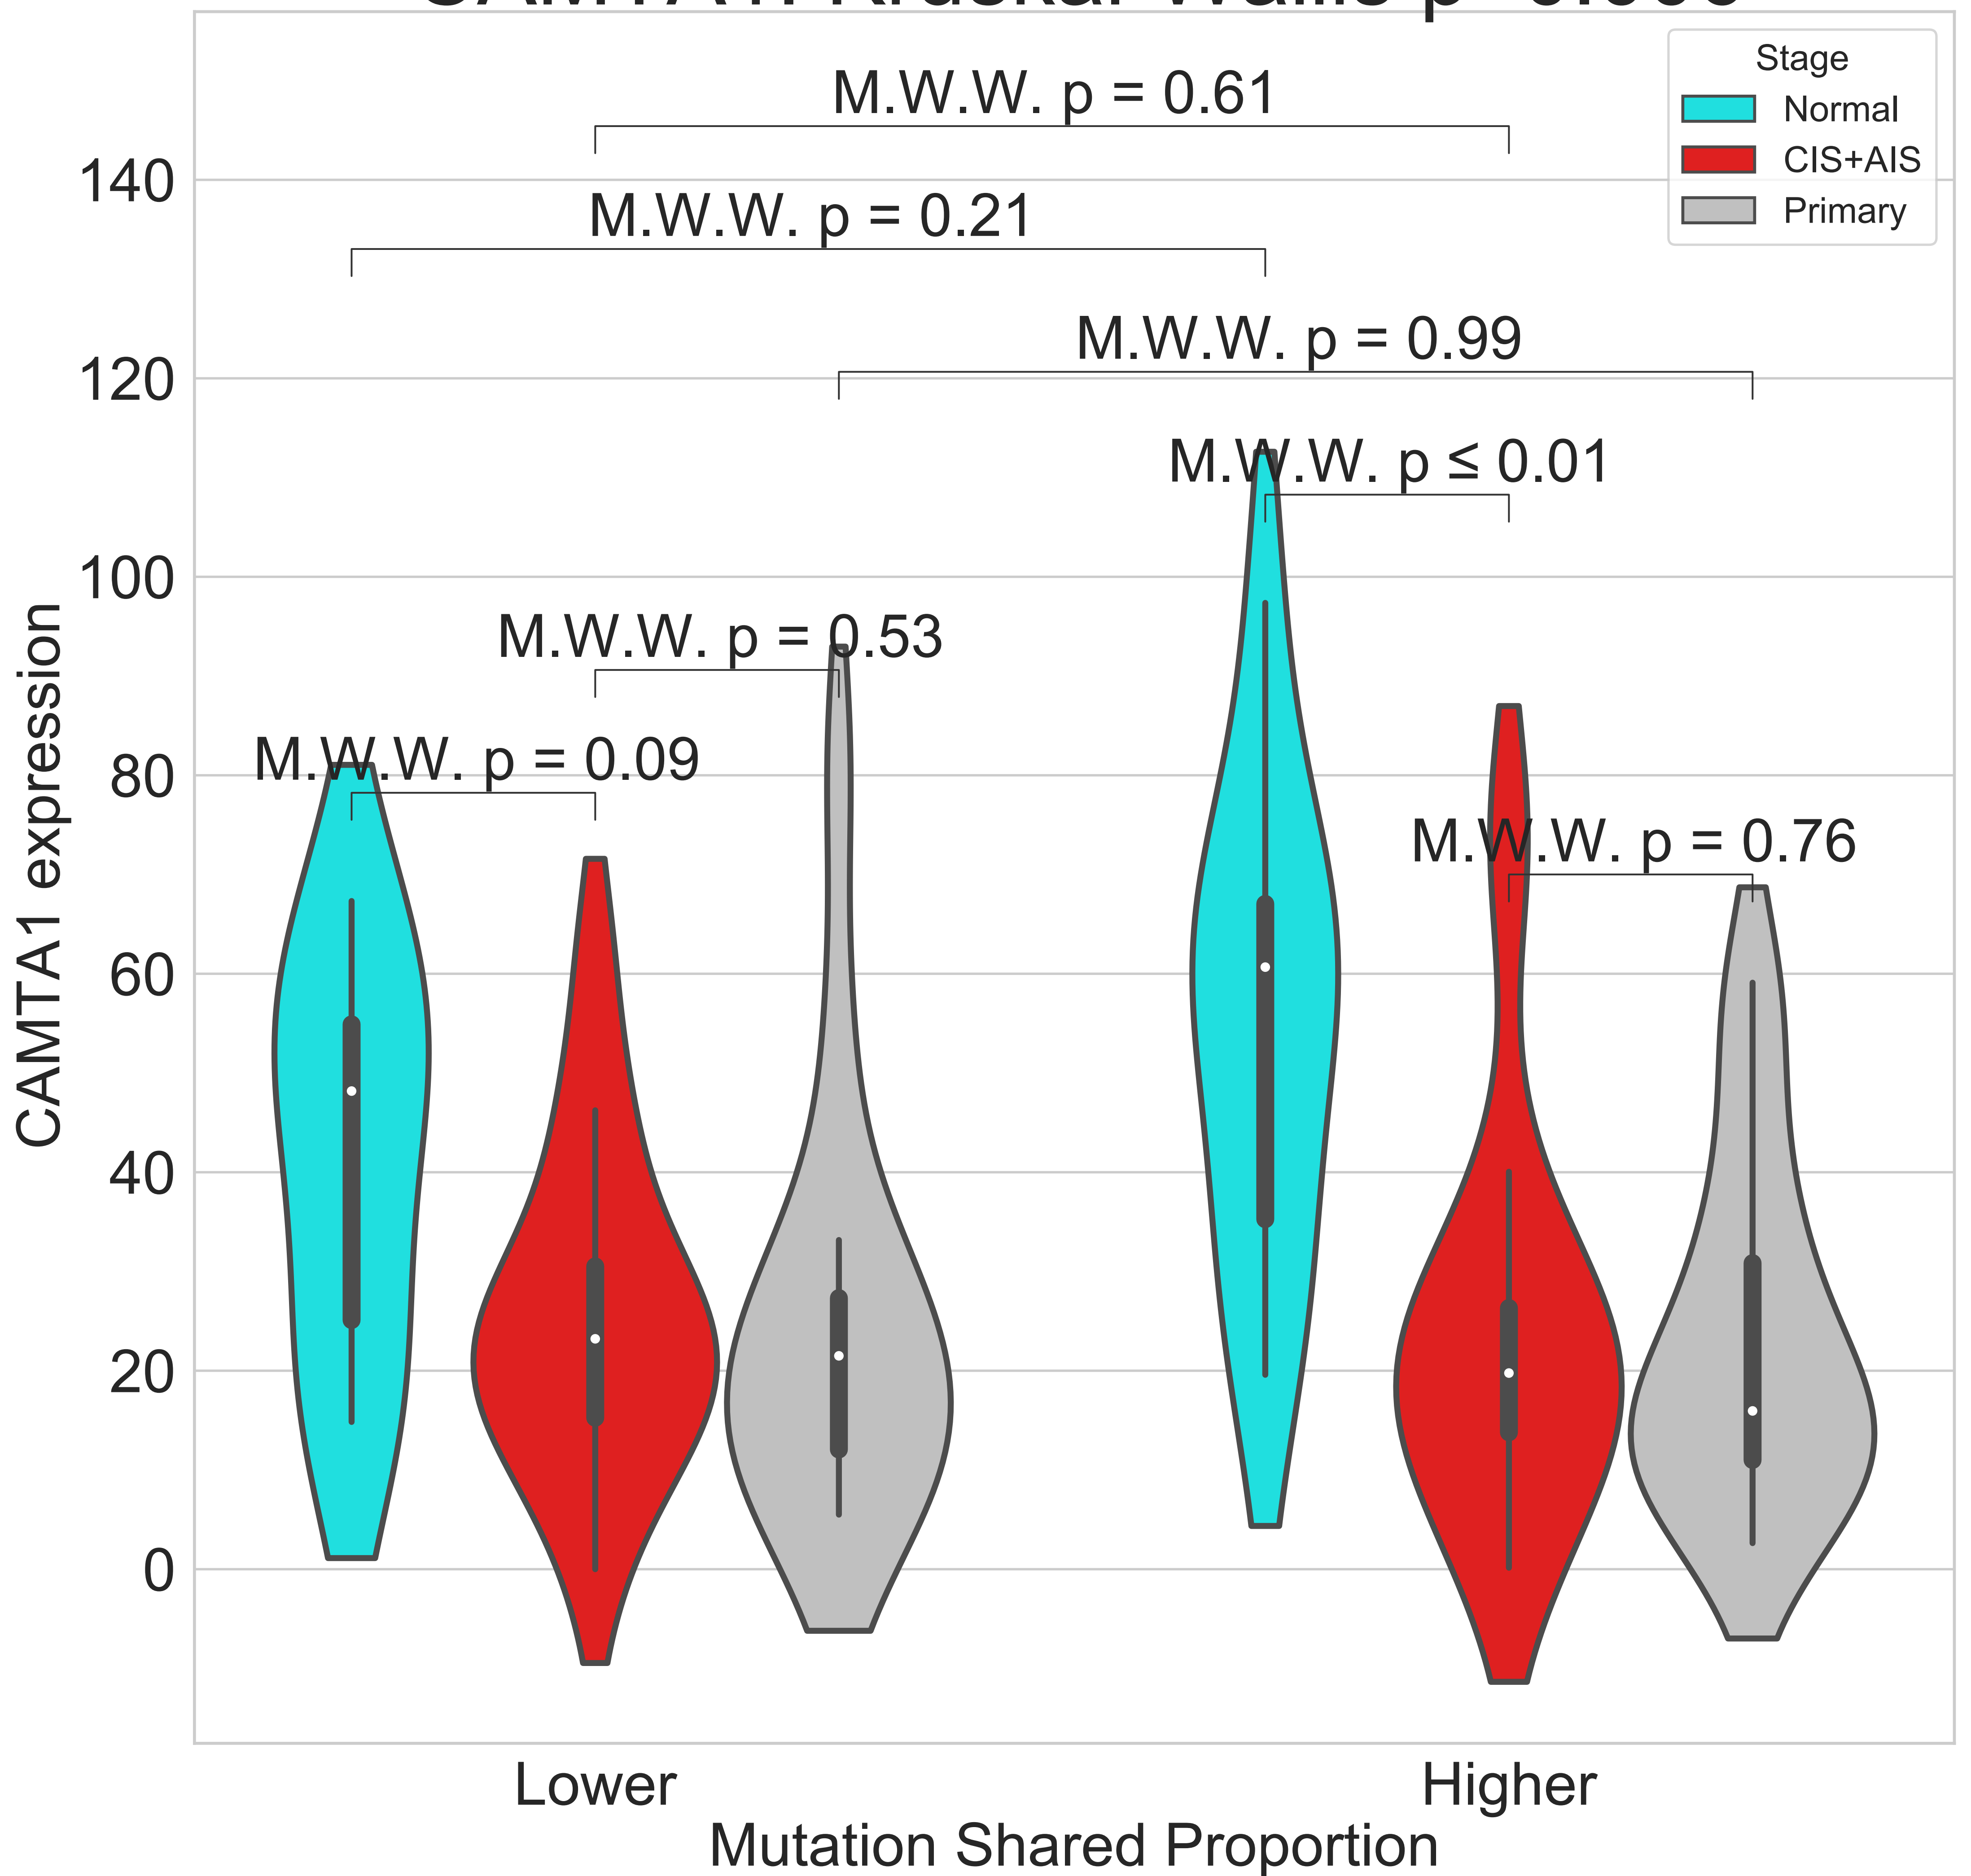 Stage
Normal
CIS+AIS
Primary
M.W.W. p = 0.61
M.W.W. p = 0.21
M.W.W. p = 0.99
M.W.W. p ≤ 0.01
M.W.W. p = 0.53
M.W.W. p = 0.09
M.W.W. p = 0.76
140
120
100
80
60
40
20
0
CAMTA1 expression
Lower
Higher
Mutation Shared Proportion